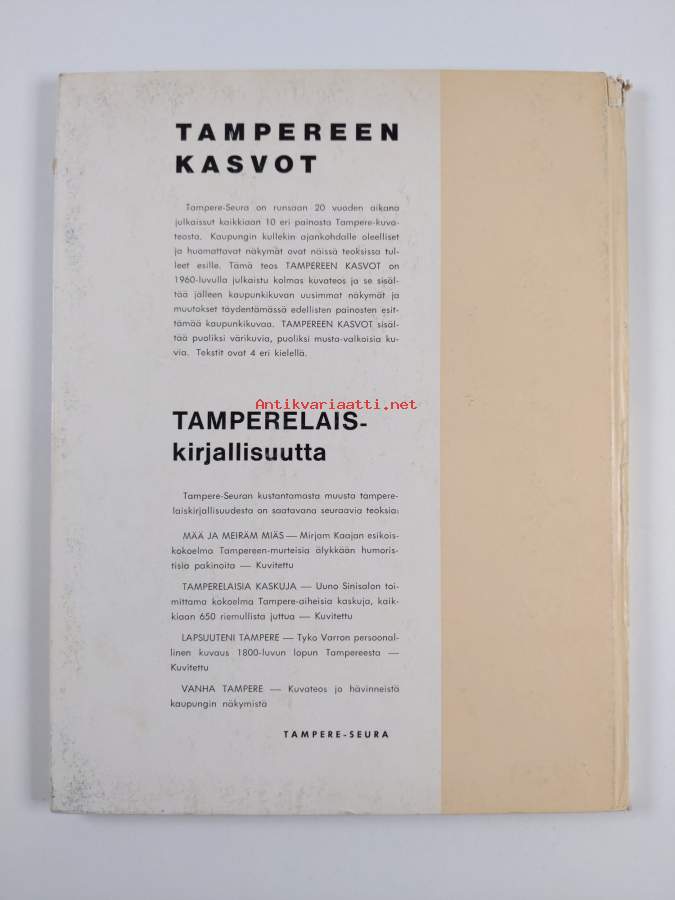 TAMPEREEN
KASVOT
Tampere-Seura on runsaan 20 vuoden aikana
julkaissut kaikkiaan 10 eri painosta Tampere-kuva-
teosta. Kaupungin kullekin ajankohdalle oleelliset
ja huomattavat näkymät ovat näissä teoksissa tul-
leet esille. Tämä teos TAMPEREEN KASVOT on
1960-luvulla julkaistu kolmas kuvateos ja se sisäl-
tää jälleen kaupunkikuvan uusimmat näkymät ja
muutokset täydentämässä edellisten painosten esit-
tämää kaupunkikuvaa. TAMPEREEN KASVOT sisäl-
tää puoliksi värikuvia, puoliksi musta-valkoisia ku-
via. Tekstit ovat 4 eri kielellä.
Antikvariaatti.net
TAMPERELAIS-
kirjallisuutta
Tampere-Seuran kustantamasta muusta tampere-
laiskirjallisuudesta on saatavana seuraavia teoksia:
MÄÄ JA MEIRÄM MIÄS — Mirjam Kaajan esikois-
kokoelma Tampereen-murteisia älykkään humoris-
tisia pakinoita — Kuvitettu
TAMPERELAISIA KASKUJA — Uuno Sinisalon toi-
mittama kokoelma Tampere-aiheisia kaskuja, kaik-
kiaan 650 riemullista juttua — Kuvitettu
LAPSUUTENI TAMPERE — Tyko Varron persoonal-
linen kuvaus 1800-luvun lopun Tampereesta —
Kuvitettu
VANHA TAMPERE — Kuvateos jo hävinneistä
kaupungin näkymistä
TAMPERE-SEURA